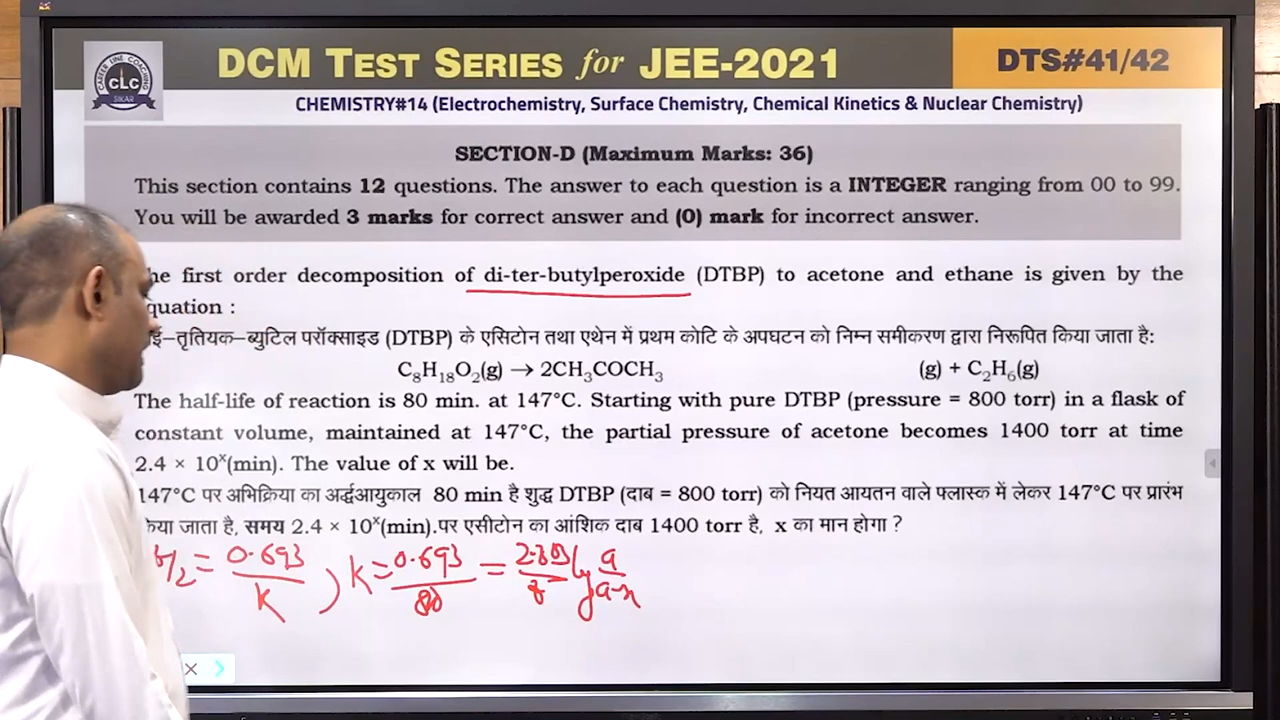 DCM TEST SERIES for JEE-2021
DTS#41/42
CAREER LINE COACHING
CLC
SIKAR
CHEMISTRY#14 (Electrochemistry, Surface Chemistry, Chemical Kinetics & Nuclear Chemistry)
SECTION-D (Maximum Marks: 36)
This section contains 12 questions. The answer to each question is a INTEGER ranging from 00 to 99.
You will be awarded 3 marks for correct answer and (0) mark for incorrect answer.
he first order decomposition of di-ter-butylperoxide (DTBP) to acetone and ethane is given by the
quation :
ई–तृतियक–ब्युटिल परॉक्साइड (DTBP) के एसिटोन तथा एथेन में प्रथम कोटि के अपघटन को निम्न समीकरण द्वारा निरूपित किया जाता है:
C₈H₁₈O₂(g) → 2CH₃COCH₃ (g) + C₂H₆(g)
The half-life of reaction is 80 min. at 147°C. Starting with pure DTBP (pressure = 800 torr) in a flask of
constant volume, maintained at 147°C, the partial pressure of acetone becomes 1400 torr at time
2.4 × 10ˣ(min). The value of x will be.
147°C पर अभिक्रिया का अर्द्धआयुकाल 80 min है शुद्ध DTBP (दाब = 800 torr) को नियत आयतन वाले फ्लास्क में लेकर 147°C पर प्रारंभ
किया जाता है, समय 2.4 × 10ˣ(min).पर एसीटोन का आंशिक दाब 1400 torr है, x का मान होगा ?
t1/2 = 0.693/K , K = 0.693/80 = 2.303/t log a/a-x